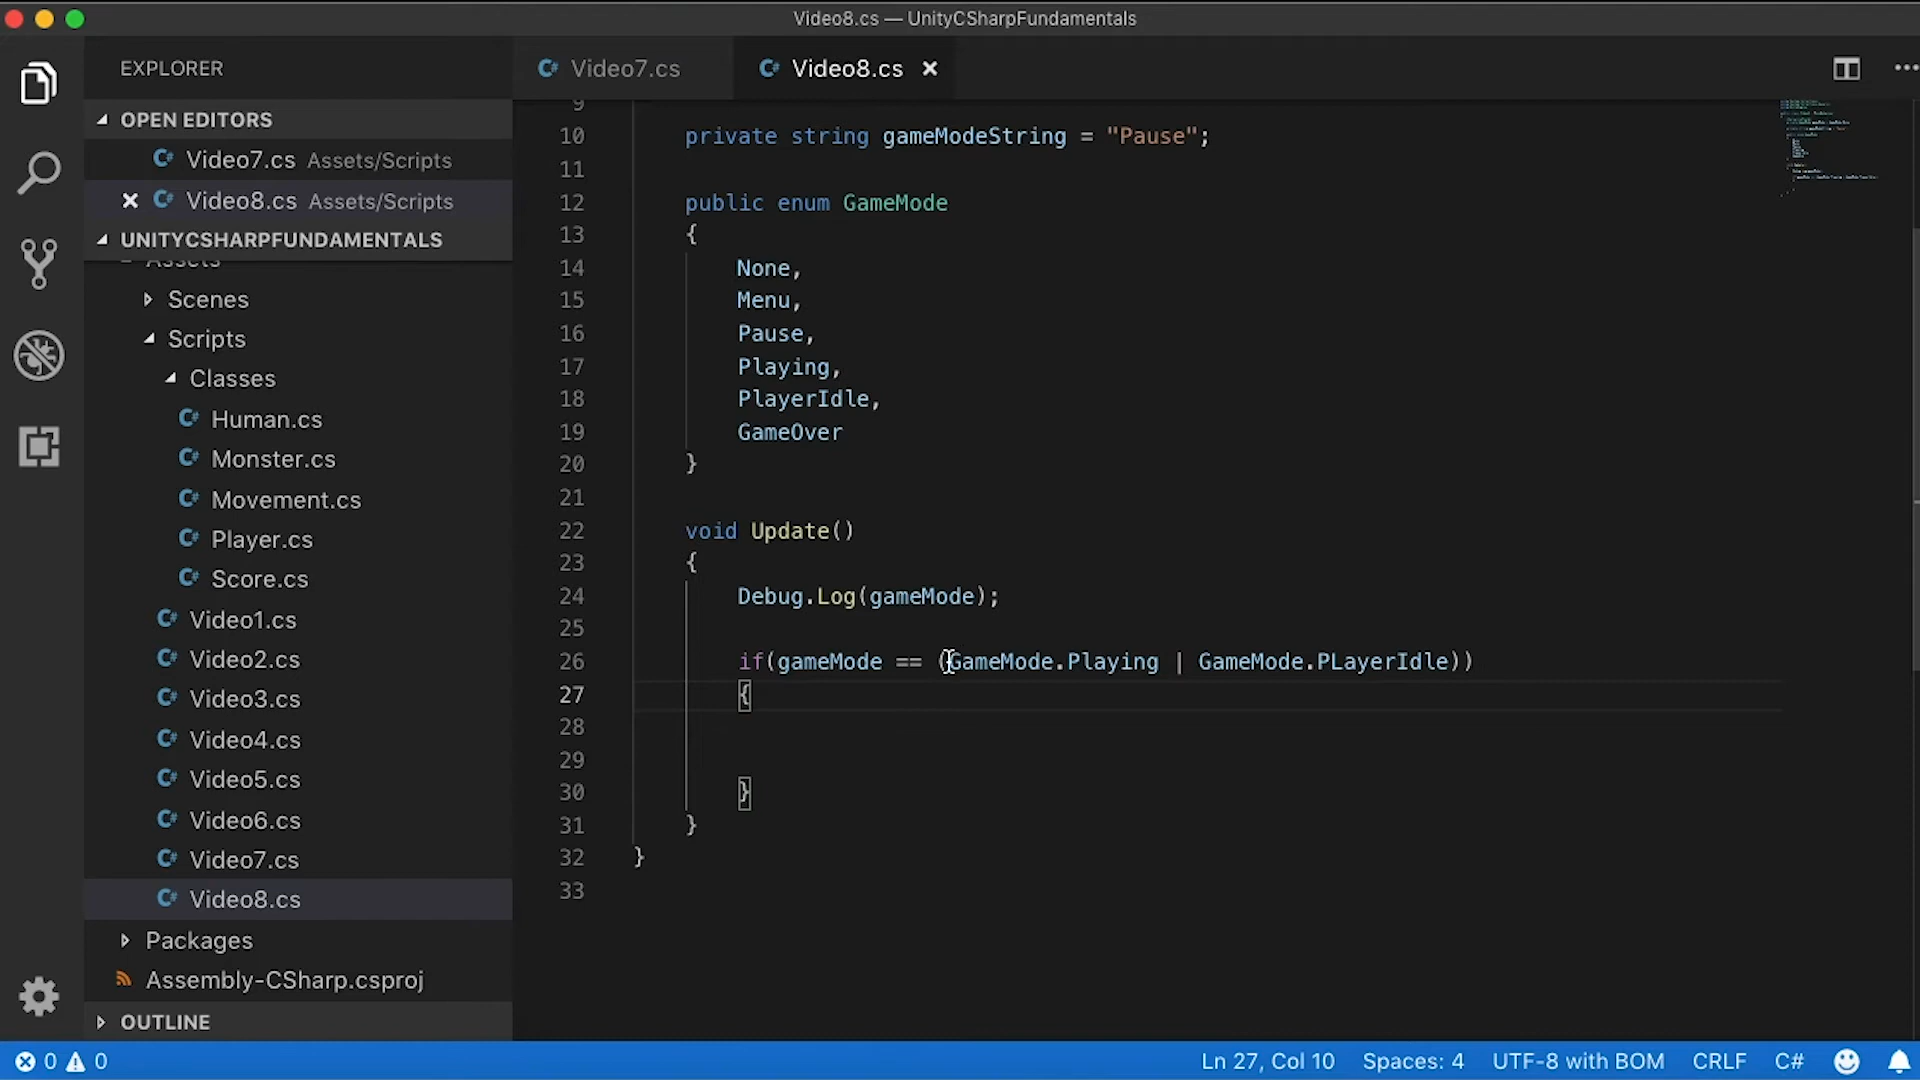 Video8.cs — UnityCSharpFundamentals
EXPLORER
OPEN EDITORS
Video7.cs Assets/Scripts
Video8.cs Assets/Scripts
UNITYCSHARPFUNDAMENTALS
Assets
Scenes
Scripts
Classes
Human.cs
Monster.cs
Movement.cs
Player.cs
Score.cs
Video1.cs
Video2.cs
Video3.cs
Video4.cs
Video5.cs
Video6.cs
Video7.cs
Video8.cs
Packages
Assembly-CSharp.csproj
OUTLINE
Video7.cs
Video8.cs
9
10 private string gameModeString = "Pause";
11
12 public enum GameMode
13 {
14 None,
15 Menu,
16 Pause,
17 Playing,
18 PlayerIdle,
19 GameOver
20 }
21
22 void Update()
23 {
24 Debug.Log(gameMode);
25
26 if(gameMode == (GameMode.Playing | GameMode.PLayerIdle))
27 {
28
29
30 }
31 }
32 }
33
0 0 Ln 27, Col 10 Spaces: 4 UTF-8 with BOM CRLF C#